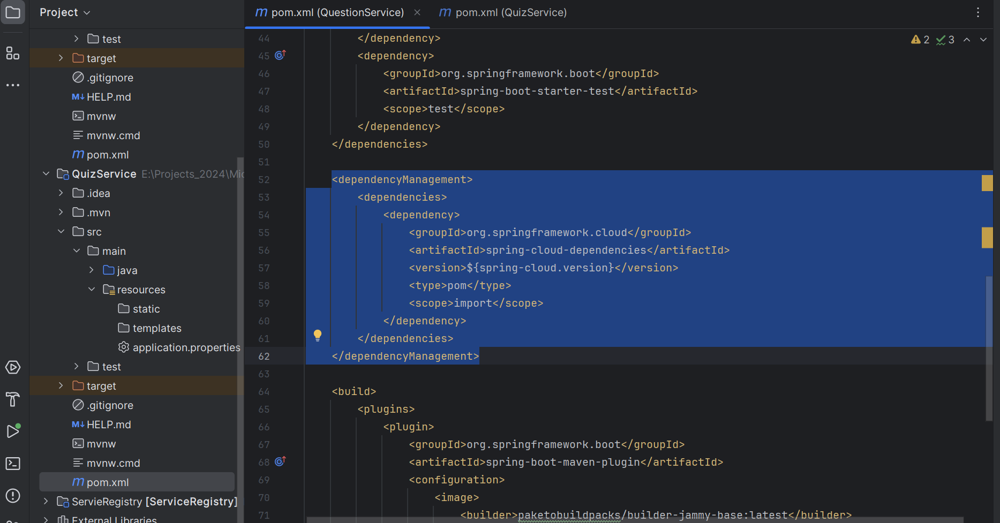 Project
test
target
.gitignore
HELP.md
mvnw
mvnw.cmd
pom.xml
QuizService E:\Projects_2024\Mic
.idea
.mvn
src
main
java
resources
static
templates
application.properties
test
target
.gitignore
HELP.md
mvnw
mvnw.cmd
pom.xml
ServieRegistry [ServiceRegistry]
External Libraries
pom.xml (QuestionService)
pom.xml (QuizService)
2 3
44 </dependency>
45 <dependency>
46 <groupId>org.springframework.boot</groupId>
47 <artifactId>spring-boot-starter-test</artifactId>
48 <scope>test</scope>
49 </dependency>
50 </dependencies>
51
52 <dependencyManagement>
53 <dependencies>
54 <dependency>
55 <groupId>org.springframework.cloud</groupId>
56 <artifactId>spring-cloud-dependencies</artifactId>
57 <version>${spring-cloud.version}</version>
58 <type>pom</type>
59 <scope>import</scope>
60 </dependency>
61 </dependencies>
62 </dependencyManagement>
63
64 <build>
65 <plugins>
66 <plugin>
67 <groupId>org.springframework.boot</groupId>
68 <artifactId>spring-boot-maven-plugin</artifactId>
69 <configuration>
70 <image>
71 <builder>paketobuildpacks/builder-jammy-base:latest</builder>